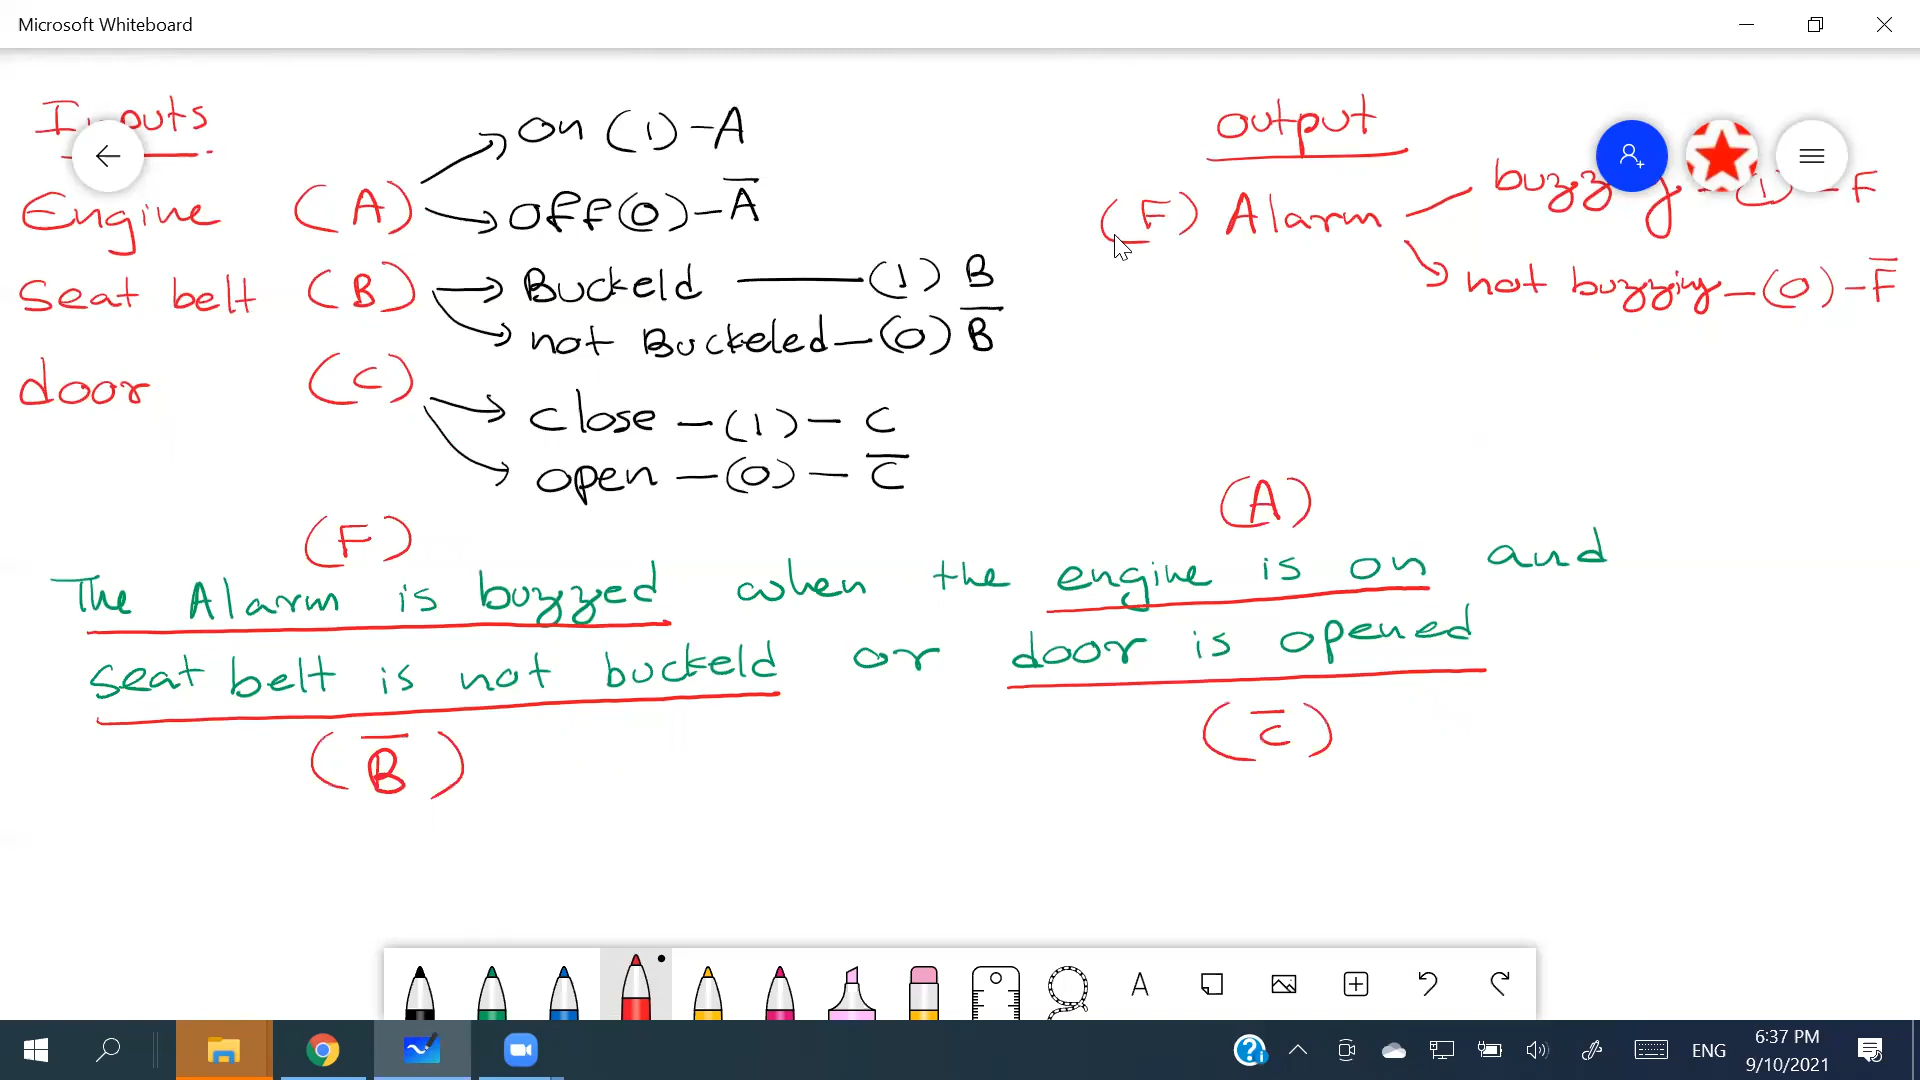 Microsoft Whiteboard
Inputs
Engine (A)
on (1) - A
off (0) - A̅
Seat belt (B)
Buckeld — (1) B
not Buckeled — (0) B̅
door (C)
close - (1) - C
open - (0) - C̅
output
(F) Alarm
- (1) - F
not buzzing - (0) - F̅
(F) (A)
The Alarm is buzzed when the engine is on and
seat belt is not buckeld or door is opened
(B̅) (C̅)
A
ENG
6:37 PM
9/10/2021